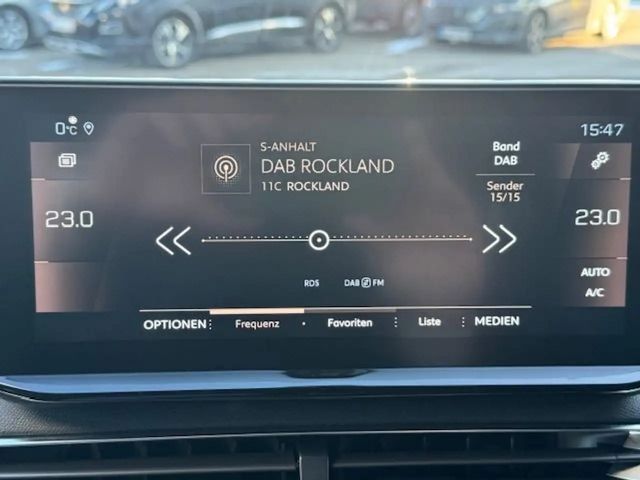 0°C
15:47
S-ANHALT
DAB ROCKLAND
11C ROCKLAND
Band
DAB
Sender
15/15
23.0
23.0
RDS DAB FM
AUTO
A/C
OPTIONEN Frequenz Favoriten Liste MEDIEN